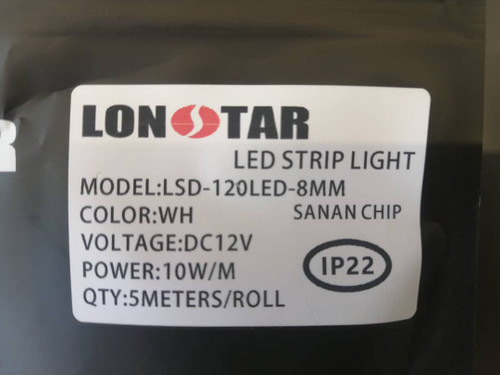 LONSTAR
LED STRIP LIGHT
MODEL:LSD-120LED-8MM
COLOR:WH SANAN CHIP
VOLTAGE:DC12V
POWER:10W/M
IP22
QTY:5METERS/ROLL
R